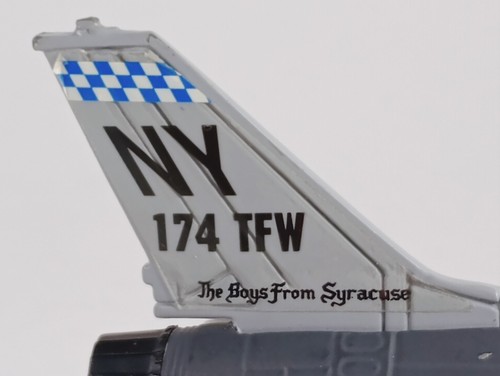 NY
174 TFW
The Boys From Syracuse